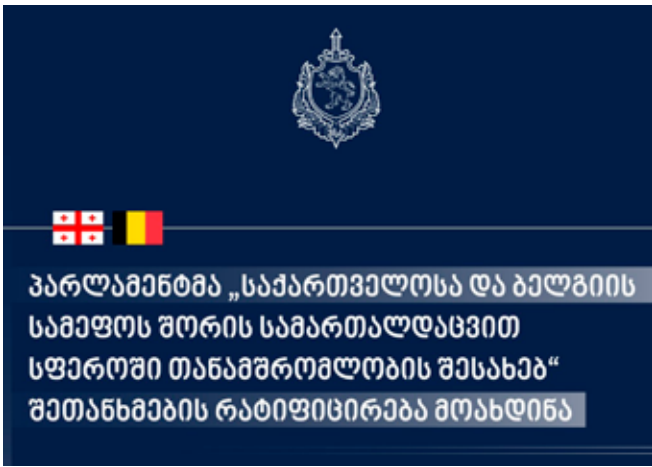 პარლამენტმა „საქართველოსა და ბელგიის
სამეფოს შორის სამართალდაცვით
სფეროში თანამშრომლობის შესახებ“
შეთანხმების რატიფიცირება მოახდინა